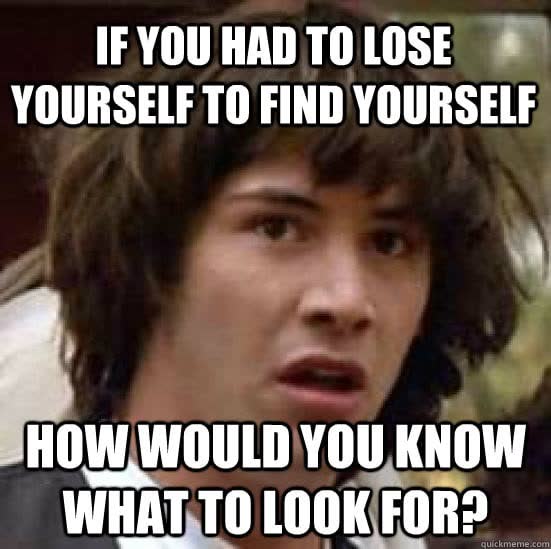 IF YOU HAD TO LOSE
YOURSELF TO FIND YOURSELF
HOW WOULD YOU KNOW
WHAT TO LOOK FOR?
quickmeme.com